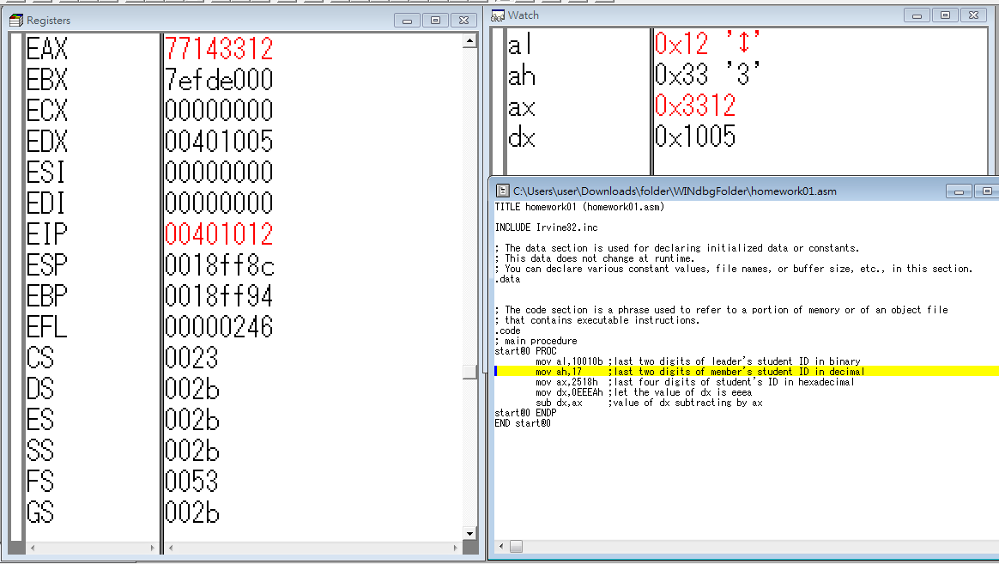 Registers
EAX 77143312
EBX 7efde000
ECX 00000000
EDX 00401005
ESI 00000000
EDI 00000000
EIP 00401012
ESP 0018ff8c
EBP 0018ff94
EFL 00000246
CS 0023
DS 002b
ES 002b
SS 002b
FS 0053
GS 002b
Watch
al 0x12 '↕'
ah 0x33 '3'
ax 0x3312
dx 0x1005
C:\Users\user\Downloads\folder\WINdbgFolder\homework01.asm
TITLE homework01 (homework01.asm)
INCLUDE Irvine32.inc
; The data section is used for declaring initialized data or constants.
; This data does not change at runtime.
; You can declare various constant values, file names, or buffer size, etc., in this section.
.data
; The code section is a phrase used to refer to a portion of memory or of an object file
; that contains executable instructions.
.code
; main procedure
start@0 PROC
mov al,10010b ;last two digits of leader's student ID in binary
mov ah,17 ;last two digits of member's student ID in decimal
mov ax,2518h ;last four digits of student's ID in hexadecimal
mov dx,0EEEAh ;let the value of dx is eeea
sub dx,ax ;value of dx subtracting by ax
start@0 ENDP
END start@0